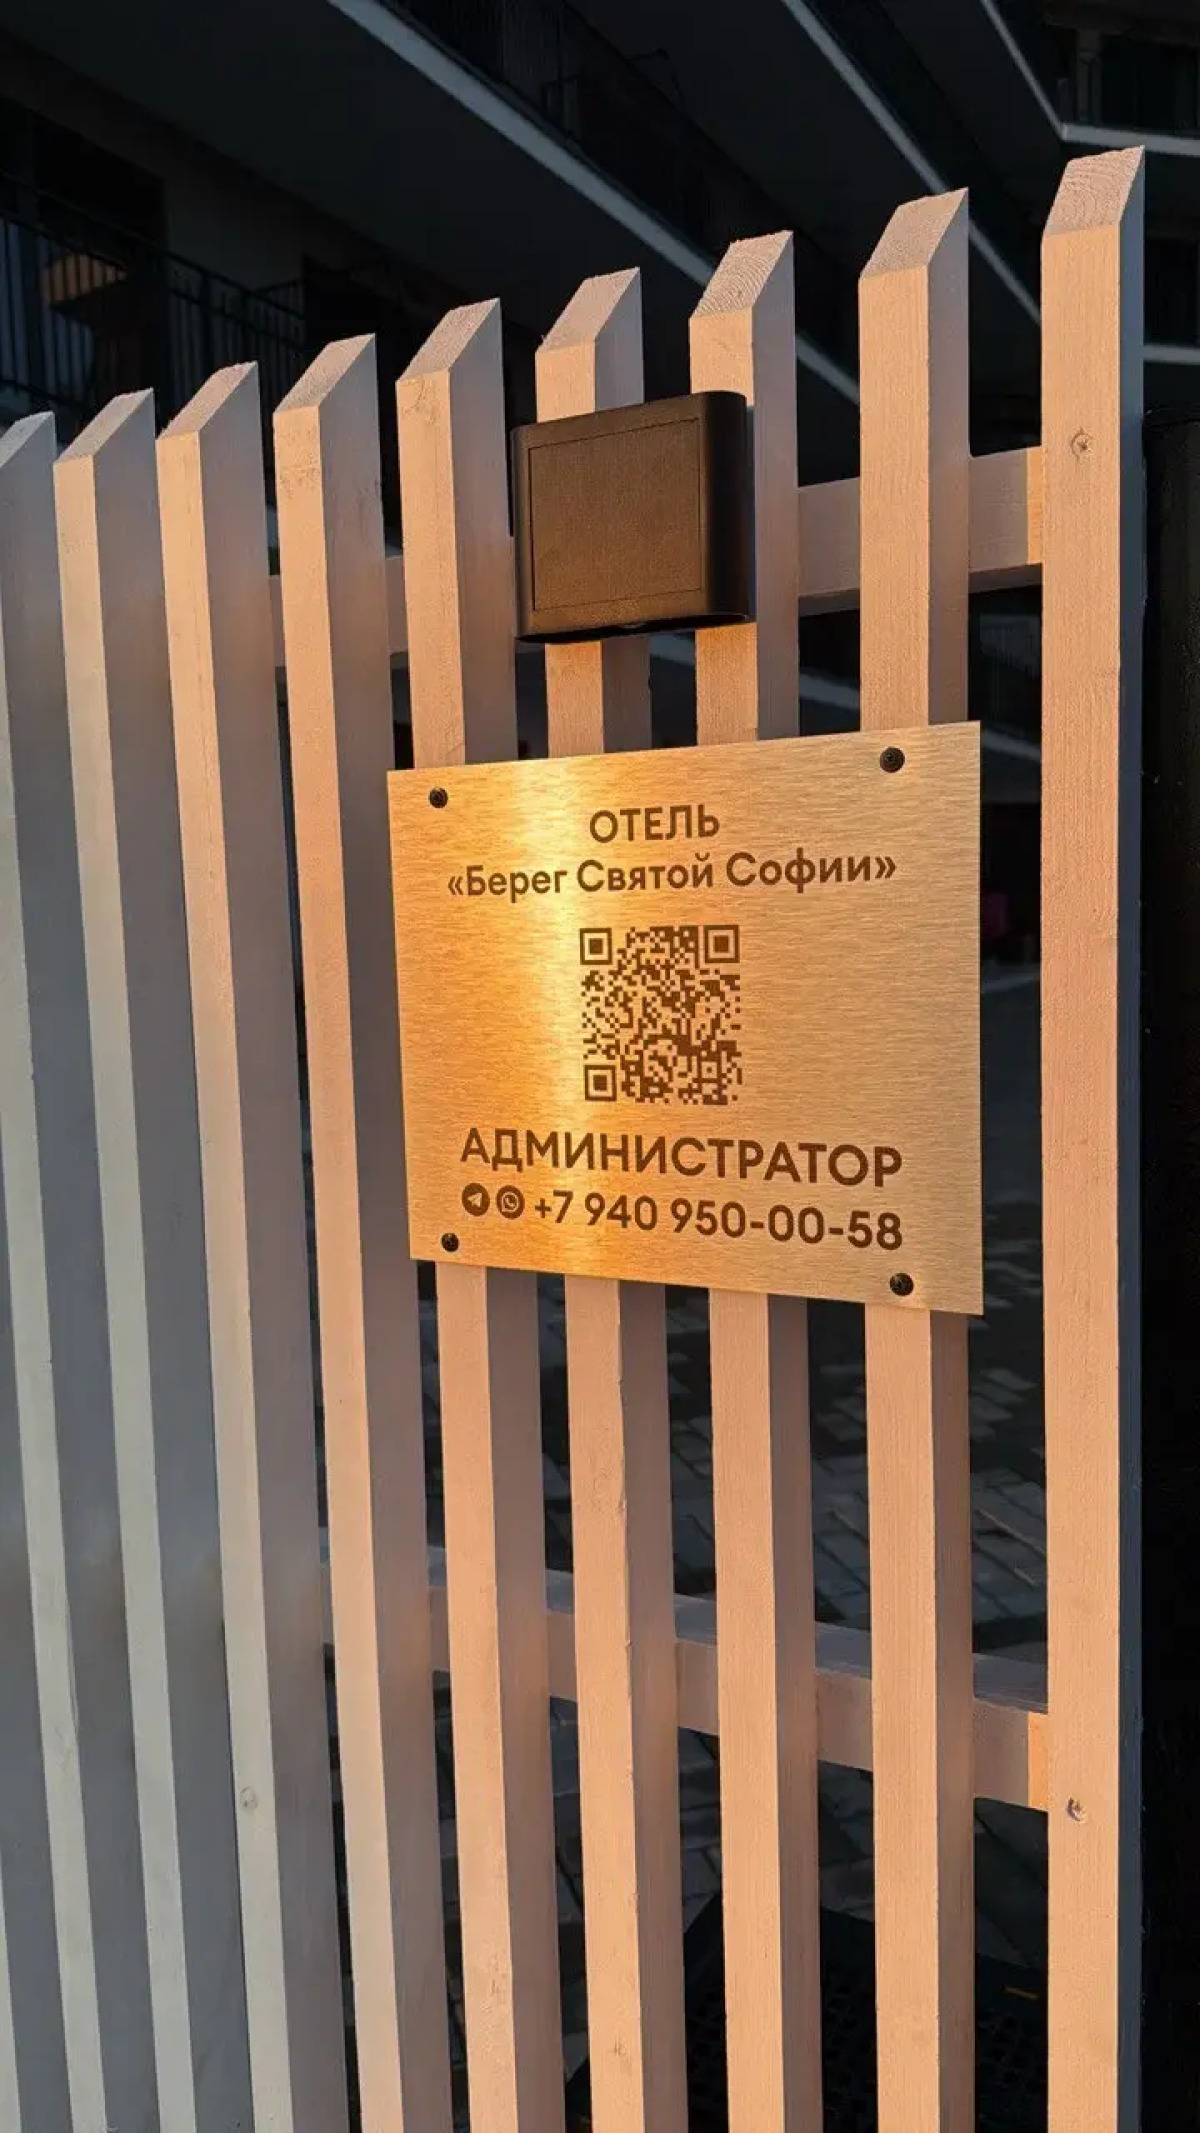 ОТЕЛЬ
«Берег Святой Софии»
АДМИНИСТРАТОР
+7 940 950-00-58